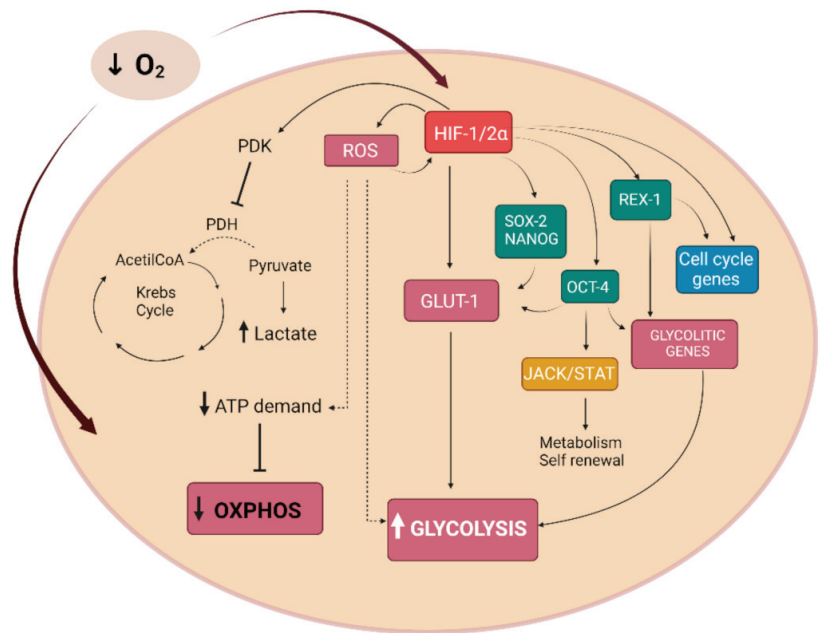 ↓ O₂
HIF-1/2α
PDK
ROS
REX-1
SOX-2
NANOG
PDH
AcetilCoA
Pyruvate
Cell cycle
genes
Krebs
Cycle
GLUT-1
OCT-4
↑ Lactate
GLYCOLITIC
GENES
JACK/STAT
↓ ATP demand
Metabolism
Self renewal
↓ OXPHOS
↑ GLYCOLYSIS